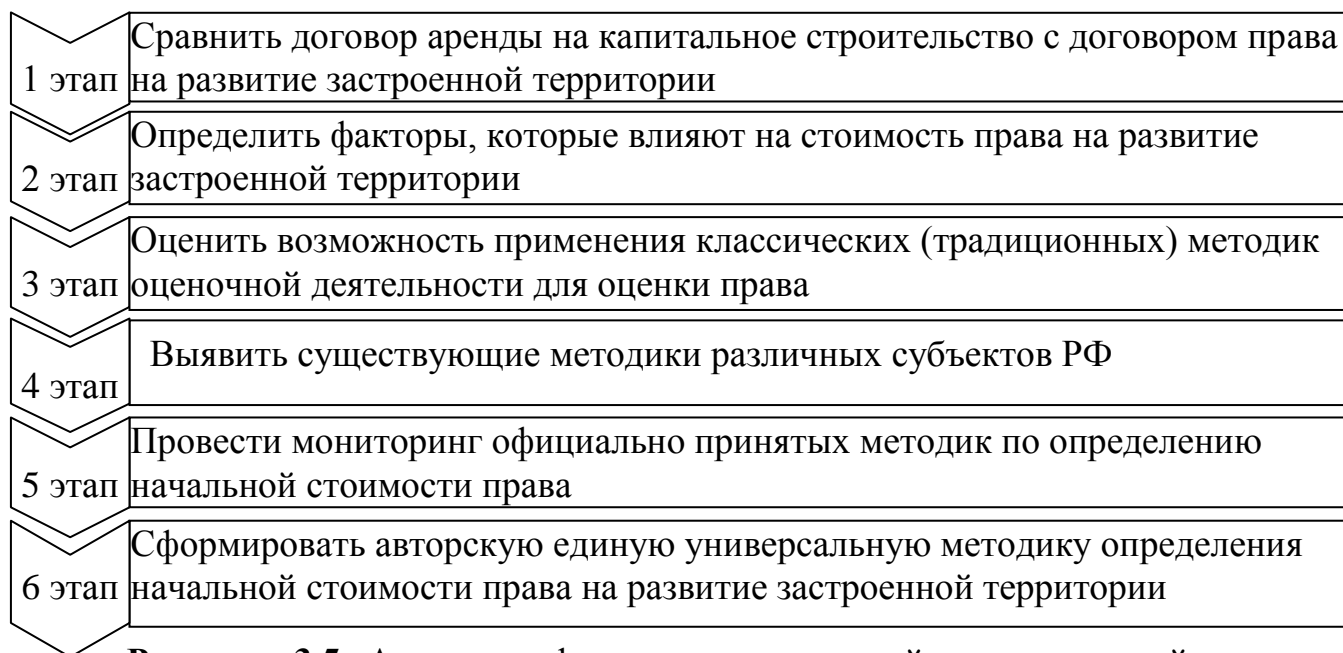 Сравнить договор аренды на капитальное строительство с договором права
1 этап на развитие застроенной территории
Определить факторы, которые влияют на стоимость права на развитие
2 этап застроенной территории
Оценить возможность применения классических (традиционных) методик
3 этап оценочной деятельности для оценки права
Выявить существующие методики различных субъектов РФ
4 этап
Провести мониторинг официально принятых методик по определению
5 этап начальной стоимости права
Сформировать авторскую единую универсальную методику определения
6 этап начальной стоимости права на развитие застроенной территории